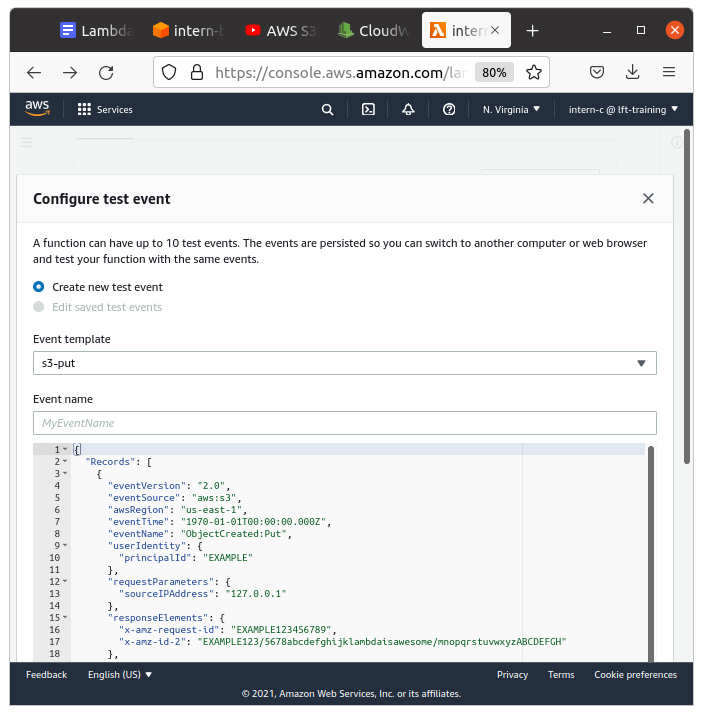 Lambda
intern-
AWS S3
CloudW
intern
https://console.aws.amazon.com/la
80%
aws
Services
N. Virginia
intern-c @ lft-training
Configure test event
A function can have up to 10 test events. The events are persisted so you can switch to another computer or web browser
and test your function with the same events.
Create new test event
Edit saved test events
Event template
s3-put
Event name
MyEventName
1 {
2 "Records": [
3 {
4 "eventVersion": "2.0",
5 "eventSource": "aws:s3",
6 "awsRegion": "us-east-1",
7 "eventTime": "1970-01-01T00:00:00.000Z",
8 "eventName": "ObjectCreated:Put",
9 "userIdentity": {
10 "principalId": "EXAMPLE"
11 },
12 "requestParameters": {
13 "sourceIPAddress": "127.0.0.1"
14 },
15 "responseElements": {
16 "x-amz-request-id": "EXAMPLE123456789",
17 "x-amz-id-2": "EXAMPLE123/5678abcdefghijklambdaisawesome/mnopqrstuvwxyzABCDEFGH"
18 },
Feedback
English (US)
Privacy
Terms
Cookie preferences
© 2021, Amazon Web Services, Inc. or its affiliates.